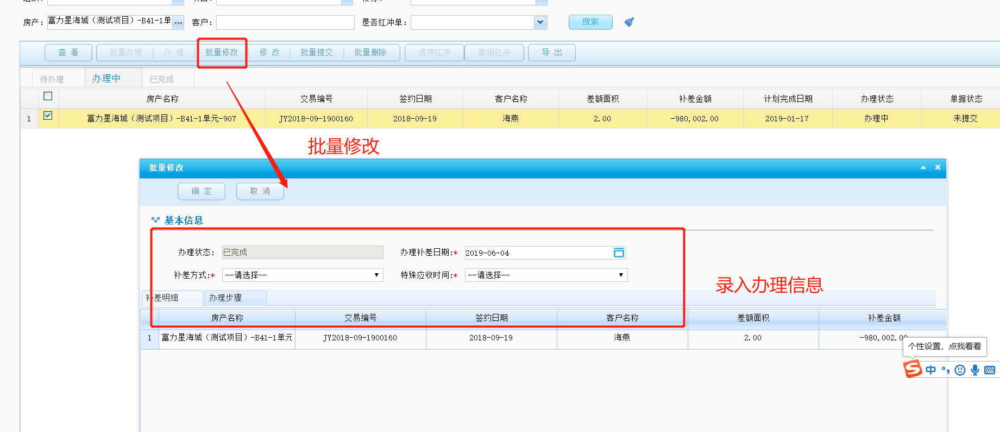 房产： 富力星海城（测试项目）-B41-1单 ... 客户： 是否红冲单： 搜索
查 看 批量办理 办 理 批量修改 修 改 批量提交 批量删除 退房红冲 撤销红冲 导 出
待办理 办理中 已完成
房产名称 交易编号 签约日期 客户名称 差额面积 补差金额 计划完成日期 办理状态 单据状态
1 富力星海城（测试项目）-B41-1单元-907 JY2018-09-1900160 2018-09-19 海燕 2.00 -980,002.00 2019-01-17 办理中 未提交
批量修改
批量修改
确 定 取 消
基本信息
办理状态： 已完成 办理补差日期:* 2019-06-04
补差方式:* --请选择-- 特殊应收时间:* --请选择--
录入办理信息
补差明细 办理步骤
房产名称 交易编号 签约日期 客户名称 差额面积 补差金额
1 富力星海城（测试项目）-B41-1单元 JY2018-09-1900160 2018-09-19 海燕 2.00 -980,002.00
个性设置，点我看看
S 中